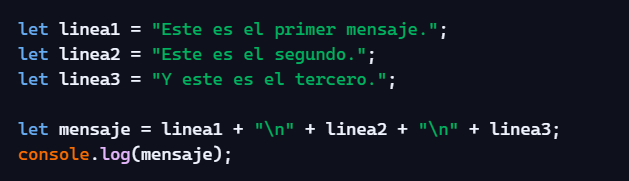 let linea1 = "Este es el primer mensaje.";
let linea2 = "Este es el segundo.";
let linea3 = "Y este es el tercero.";
let mensaje = linea1 + "\n" + linea2 + "\n" + linea3;
console.log(mensaje);